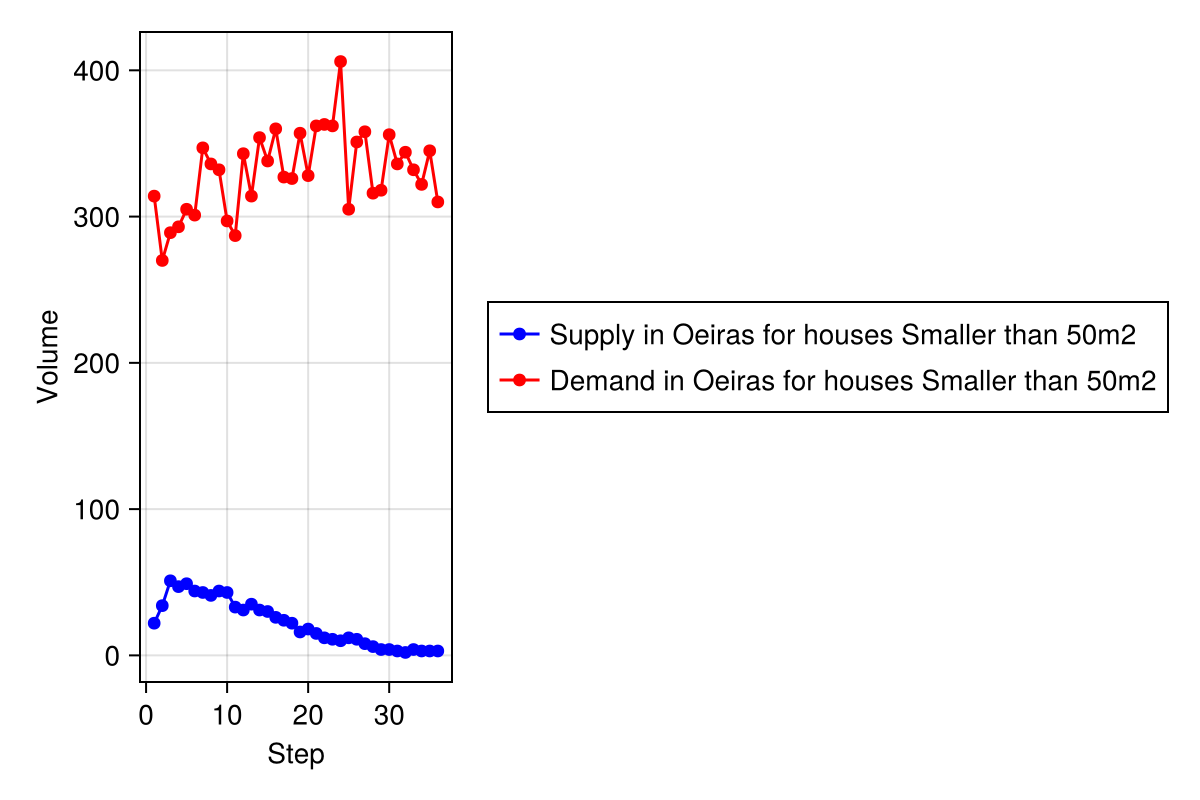 400
300
200
100
0
Volume
0 10 20 30
Step
Supply in Oeiras for houses Smaller than 50m2
Demand in Oeiras for houses Smaller than 50m2